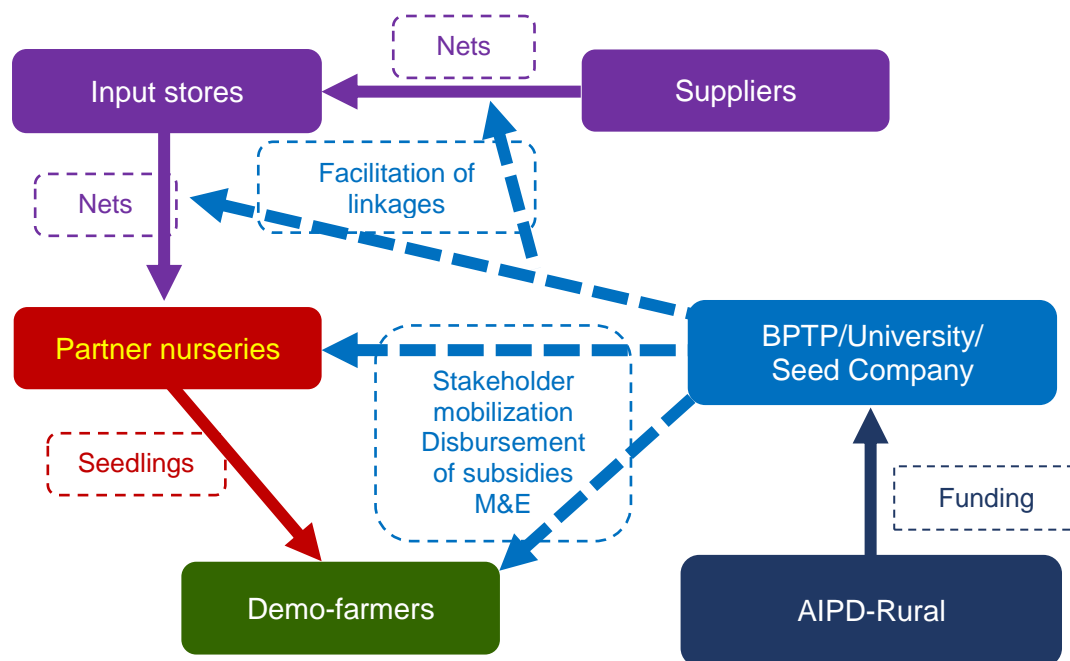 Nets
Input stores
Suppliers
Facilitation of
linkages
Nets
Partner nurseries
BPTP/University/
Seed Company
Stakeholder
mobilization
Disbursement
of subsidies
M&E
Seedlings
Funding
Demo-farmers
AIPD-Rural